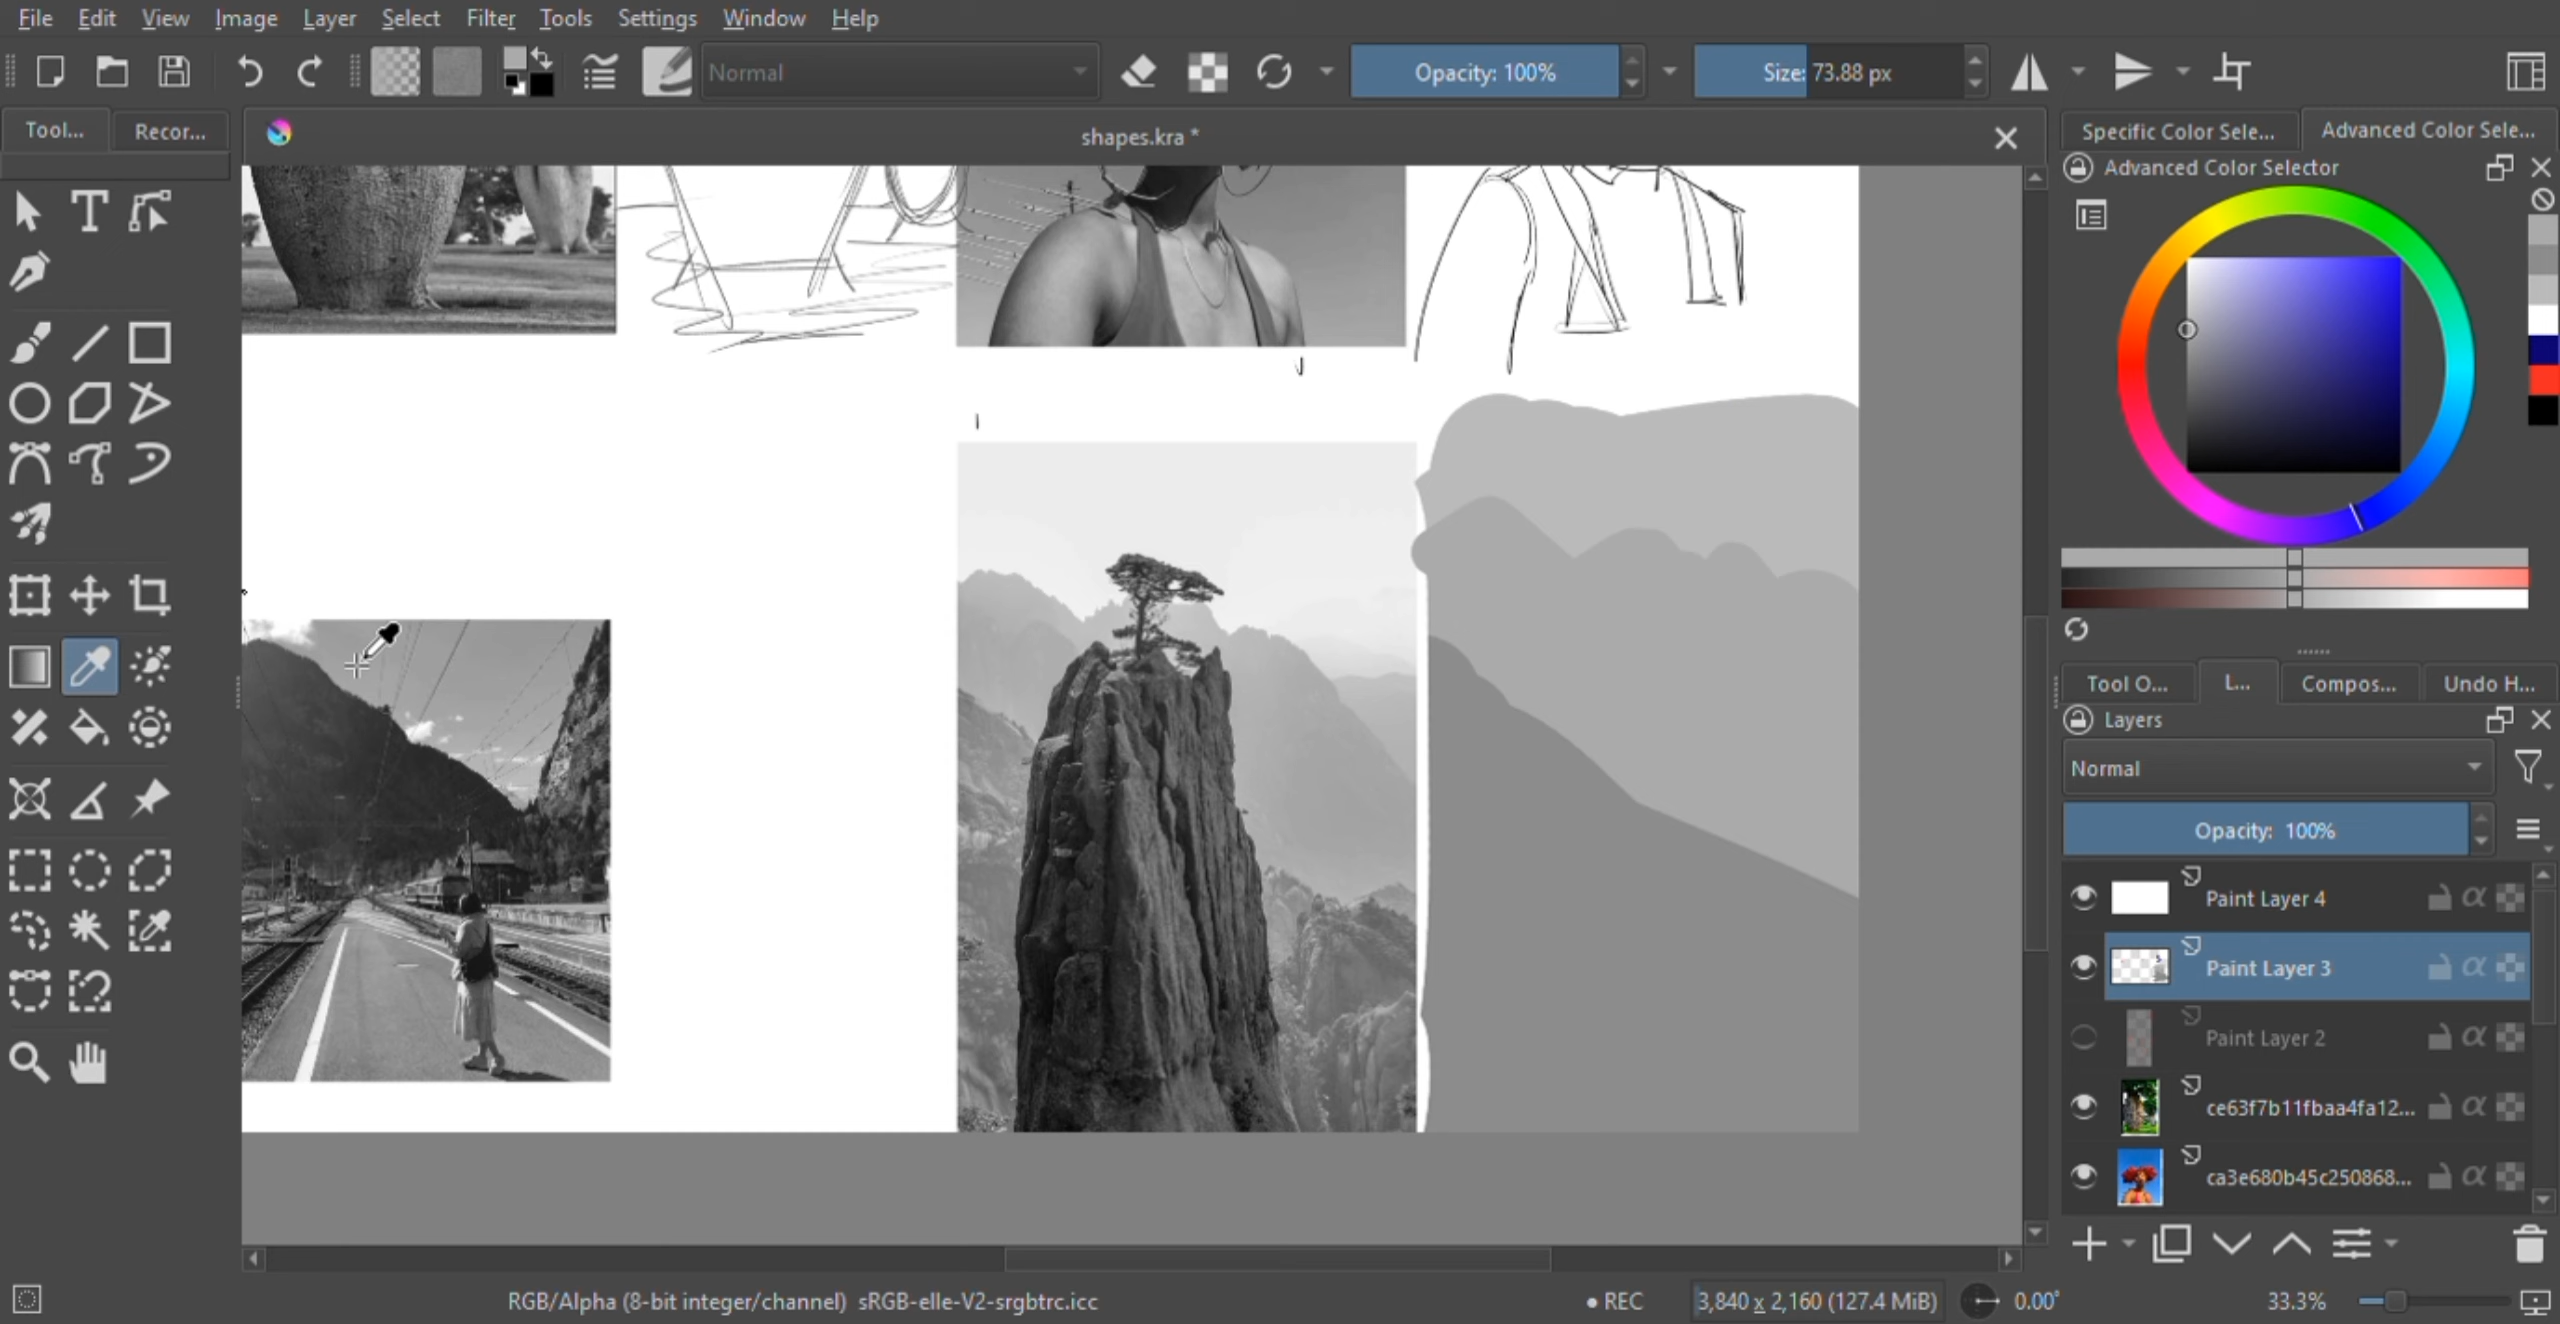 File Edit View Image Layer Select Filter Tools Settings Window Help
Normal Opacity: 100% Size: 73.88 px
Tool... Recor... shapes.kra * Specific Color Sele... Advanced Color Sele...
Advanced Color Selector
Tool O... L... Compos... Undo H...
Layers
Normal
Opacity: 100%
Paint Layer 4
Paint Layer 3
Paint Layer 2
ce63f7b11fbaa4fa12...
ca3e680b45c250868...
RGB/Alpha (8-bit integer/channel) sRGB-elle-V2-srgbtrc.icc REC 3,840 x 2,160 (127.4 MiB) 0.00° 33.3%